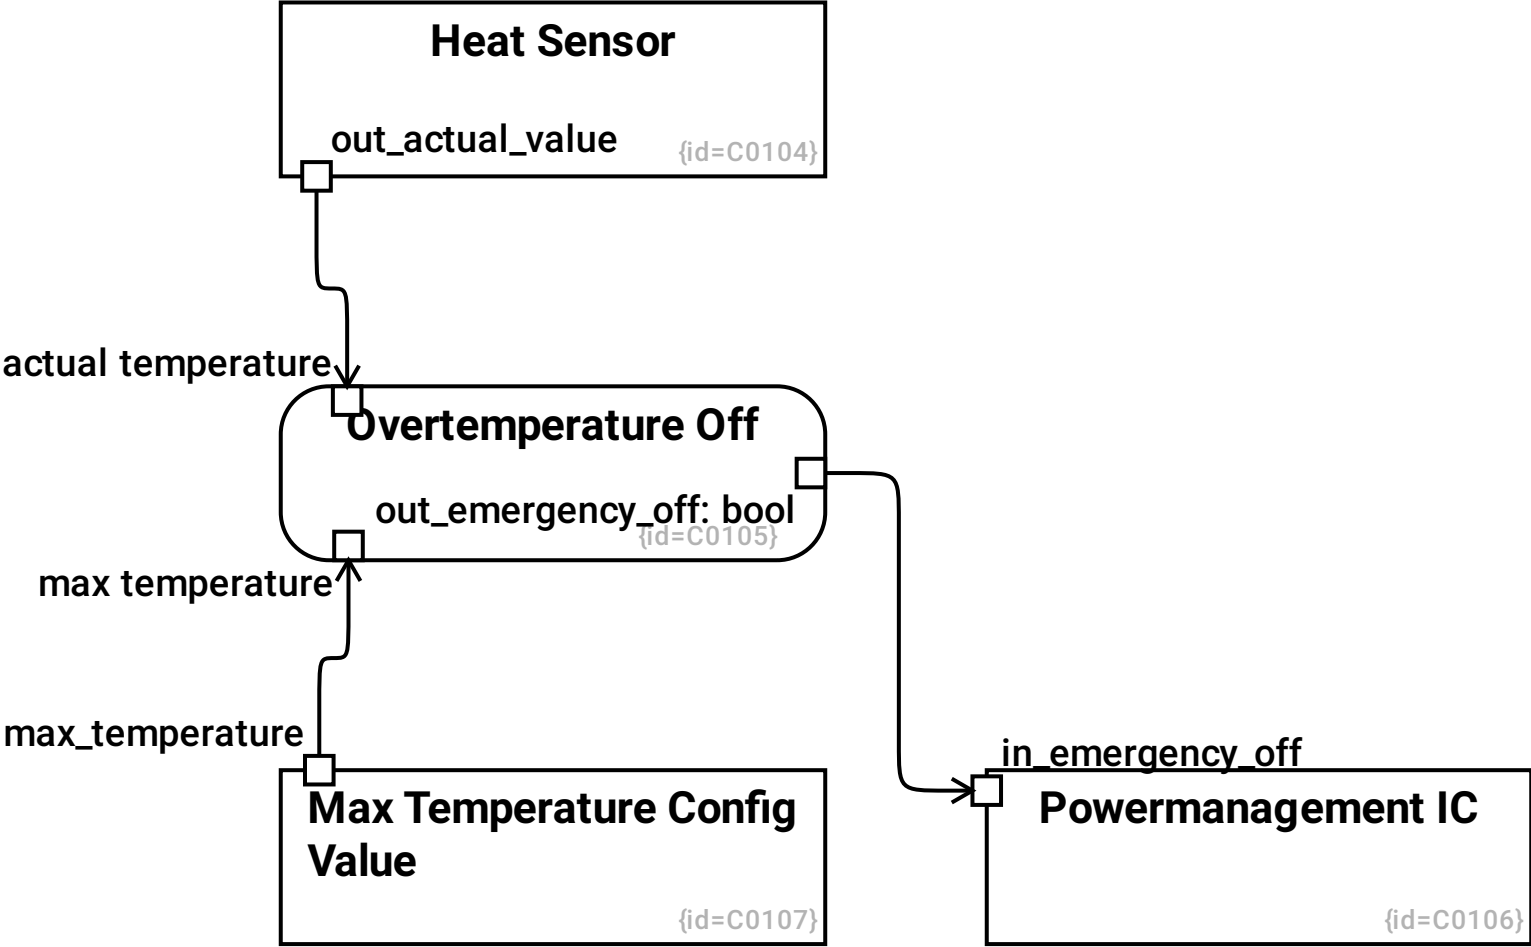 Heat Sensor
out_actual_value
{id=C0104}
actual temperature
Overtemperature Off
out_emergency_off: bool
{id=C0105}
max temperature
max_temperature
in_emergency_off
Max Temperature Config
Value
{id=C0107}
Powermanagement IC
{id=C0106}